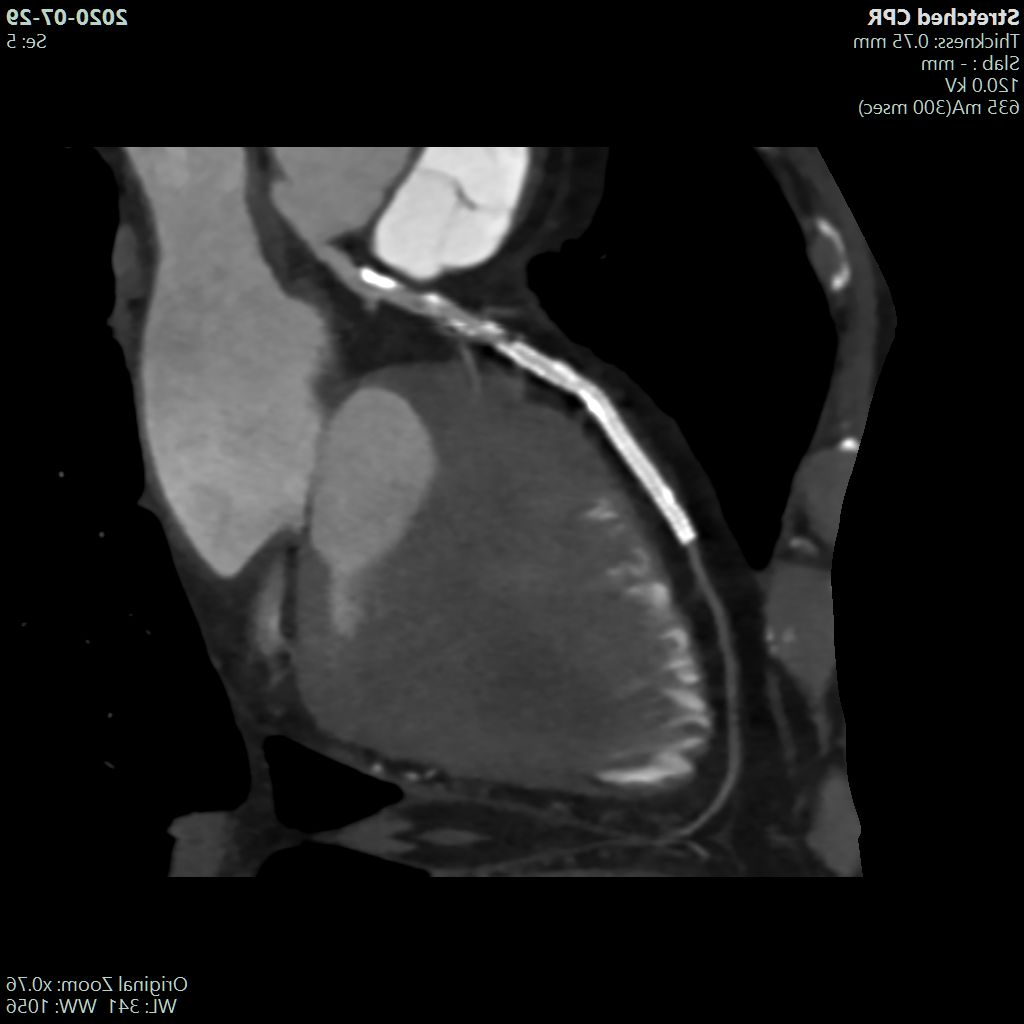 Stretched CPR
Thickness: 0.75 mm
Slab : - mm
120.0 kV
635 mA(300 msec)
2020-07-29
Se: 5
Original Zoom: x0.76
WL: 341 WW: 1056